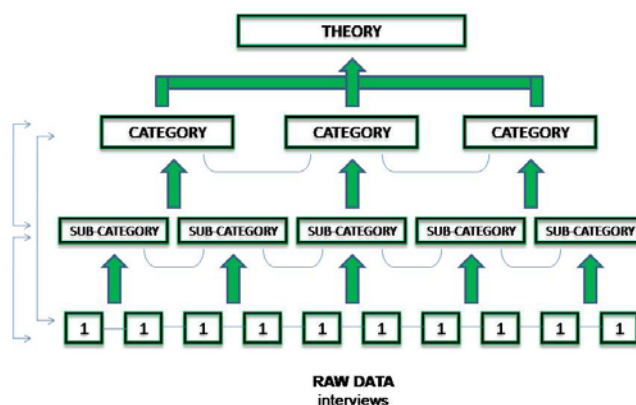 THEORY
CATEGORY CATEGORY CATEGORY
SUB-CATEGORY SUB-CATEGORY SUB-CATEGORY SUB-CATEGORY SUB-CATEGORY
1 1 1 1 1 1 1 1 1 1
RAW DATA
interviews